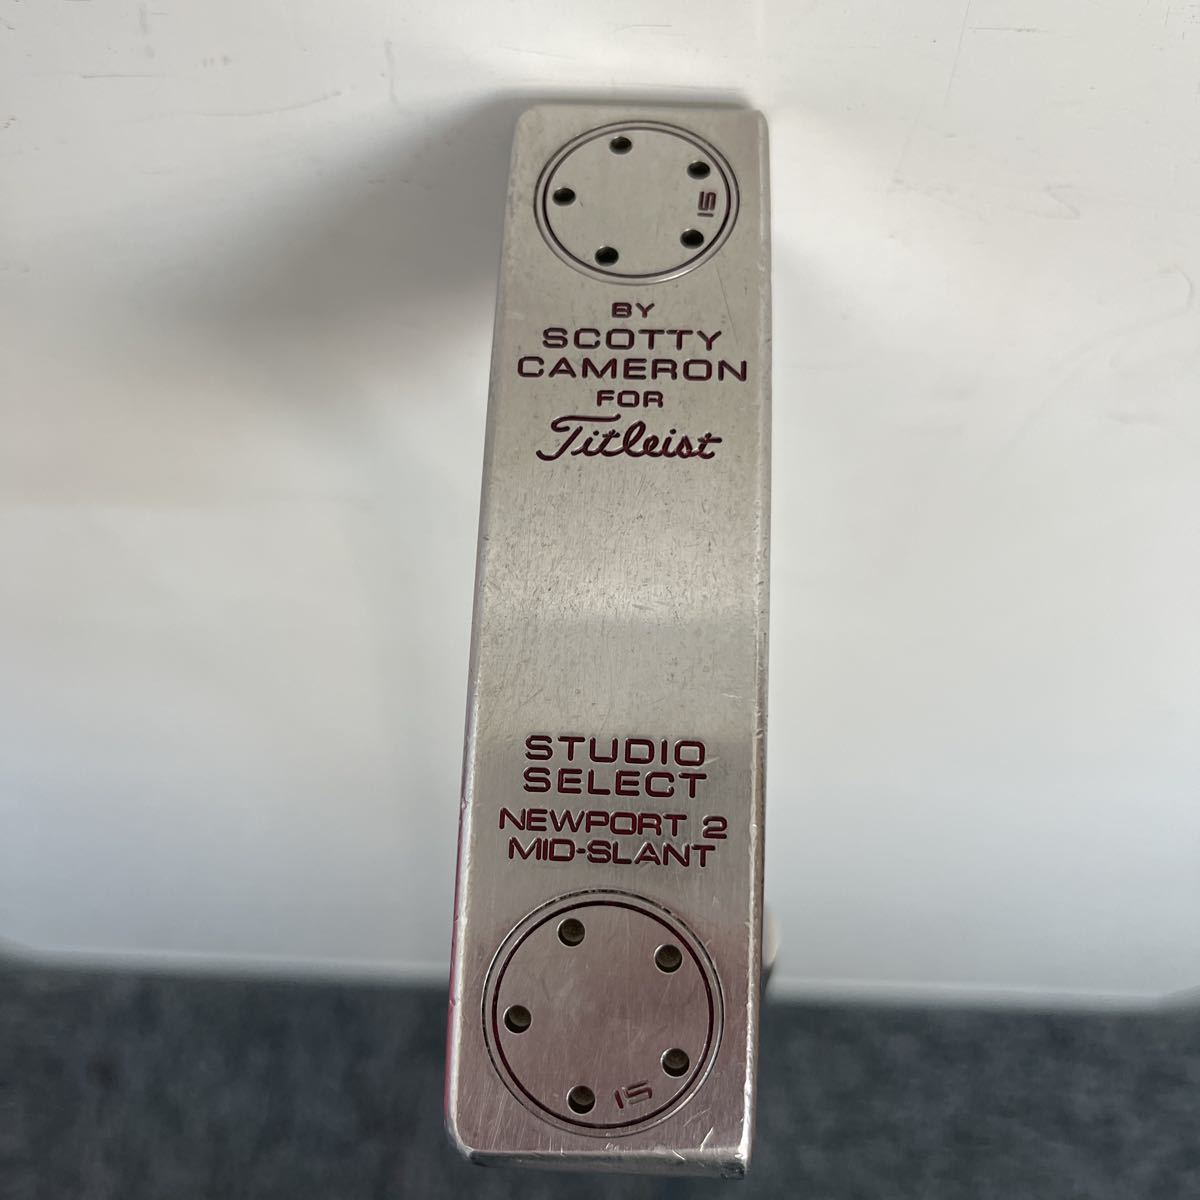 15
BY
SCOTTY
CAMERON
FOR
Titleist
STUDIO
SELECT
NEWPORT 2
MID-SLANT
15